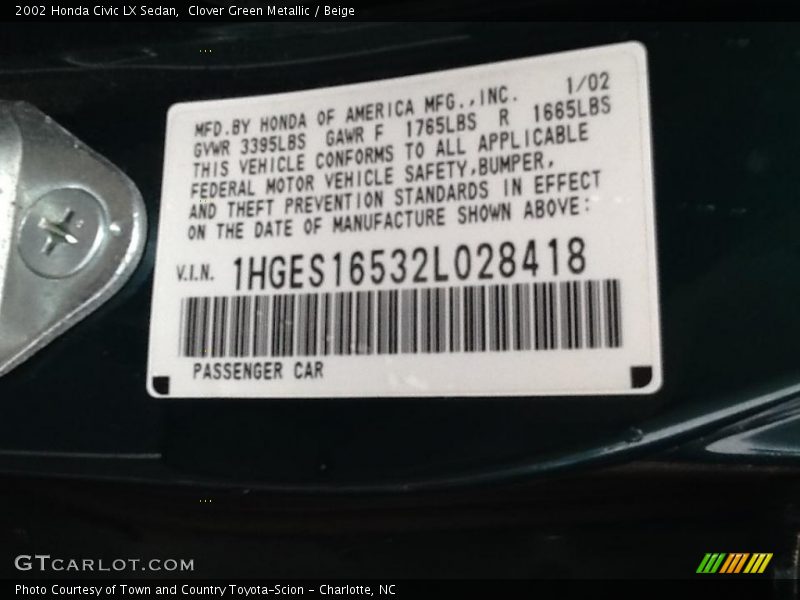 2002 Honda Civic LX Sedan,  Clover Green Metallic / Beige
MFD.BY HONDA OF AMERICA MFG.,INC. 1/02
GVWR 3395LBS GAWR F 1765LBS R 1665LBS
THIS VEHICLE CONFORMS TO ALL APPLICABLE
FEDERAL MOTOR VEHICLE SAFETY,BUMPER,
AND THEFT PREVENTION STANDARDS IN EFFECT
ON THE DATE OF MANUFACTURE SHOWN ABOVE:
V.I.N. 1HGES16532L028418
PASSENGER CAR
GTCARLOT.COM
Photo Courtesy of Town and Country Toyota-Scion - Charlotte, NC